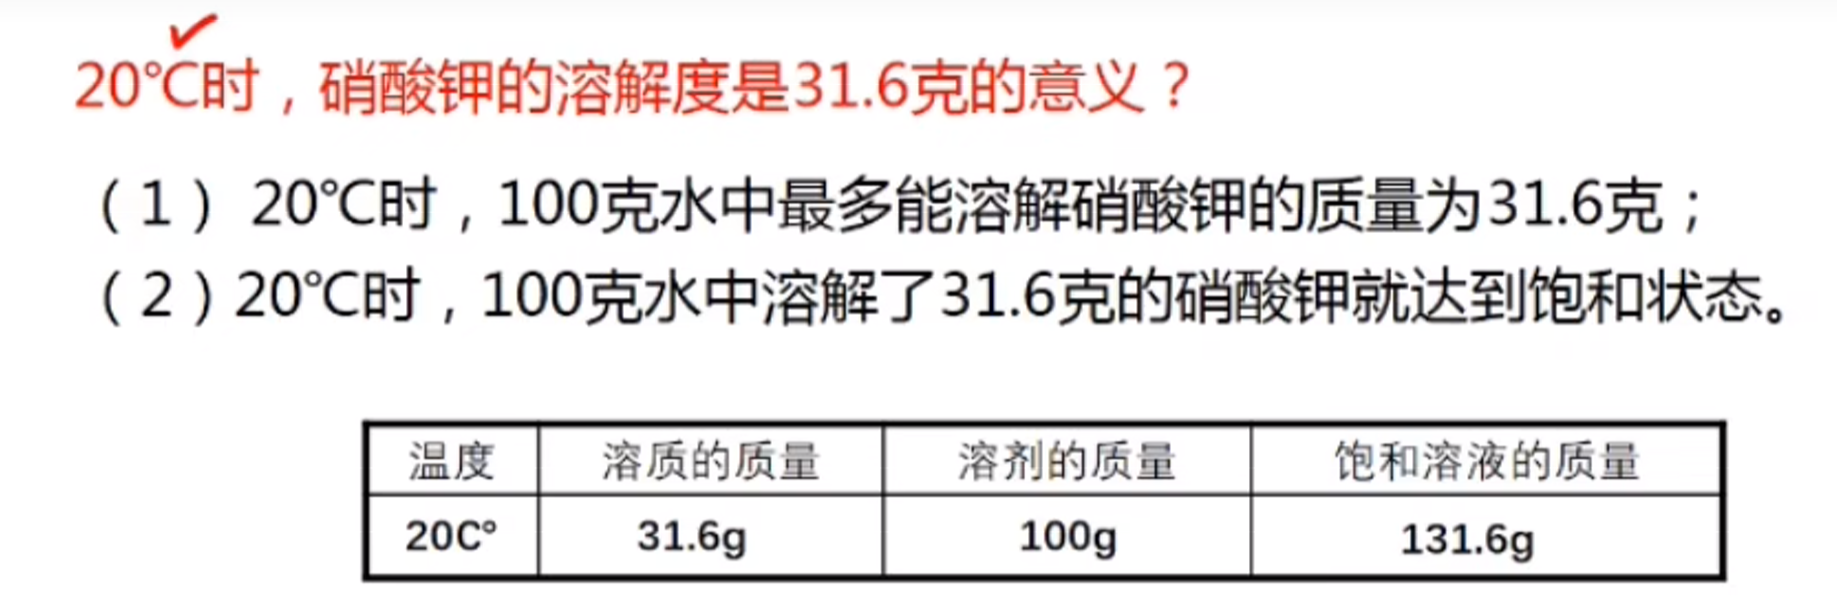 20℃时，硝酸钾的溶解度是31.6克的意义？
（1） 20℃时，100克水中最多能溶解硝酸钾的质量为31.6克；
（2）20℃时，100克水中溶解了31.6克的硝酸钾就达到饱和状态。
温度 溶质的质量 溶剂的质量 饱和溶液的质量
20C° 31.6g 100g 131.6g